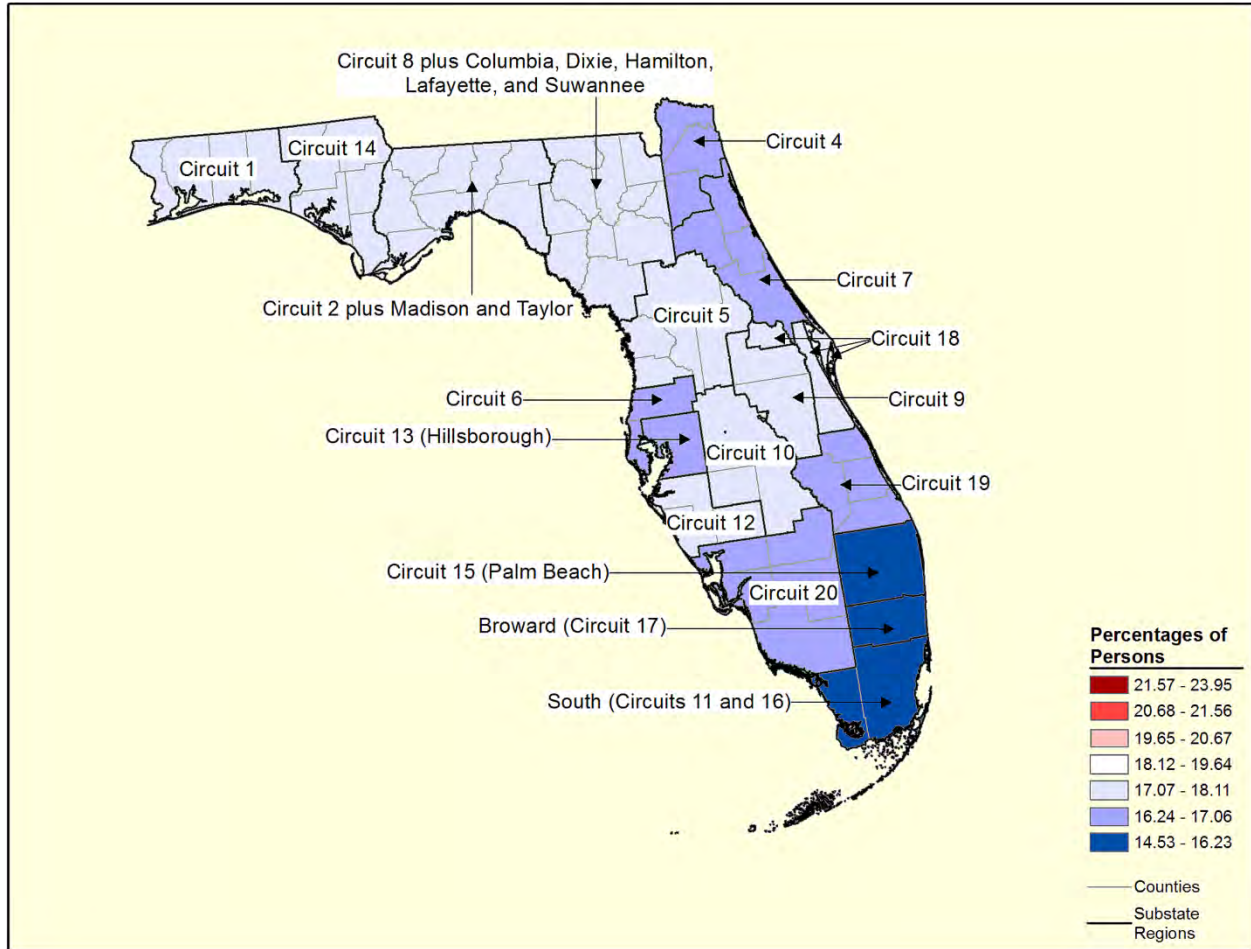 Circuit 8 plus Columbia, Dixie, Hamilton,
Lafayette, and Suwannee
Circuit 4
Circuit 14
Circuit 1
Circuit 7
Circuit 2 plus Madison and Taylor
Circuit 5
Circuit 18
Circuit 6
Circuit 9
Circuit 13 (Hillsborough)
Circuit 10
Circuit 19
Circuit 12
Circuit 15 (Palm Beach)
Circuit 20
Broward (Circuit 17)
South (Circuits 11 and 16)
Percentages of
Persons
21.57 - 23.95
20.68 - 21.56
19.65 - 20.67
18.12 - 19.64
17.07 - 18.11
16.24 - 17.06
14.53 - 16.23
Counties
Substate
Regions